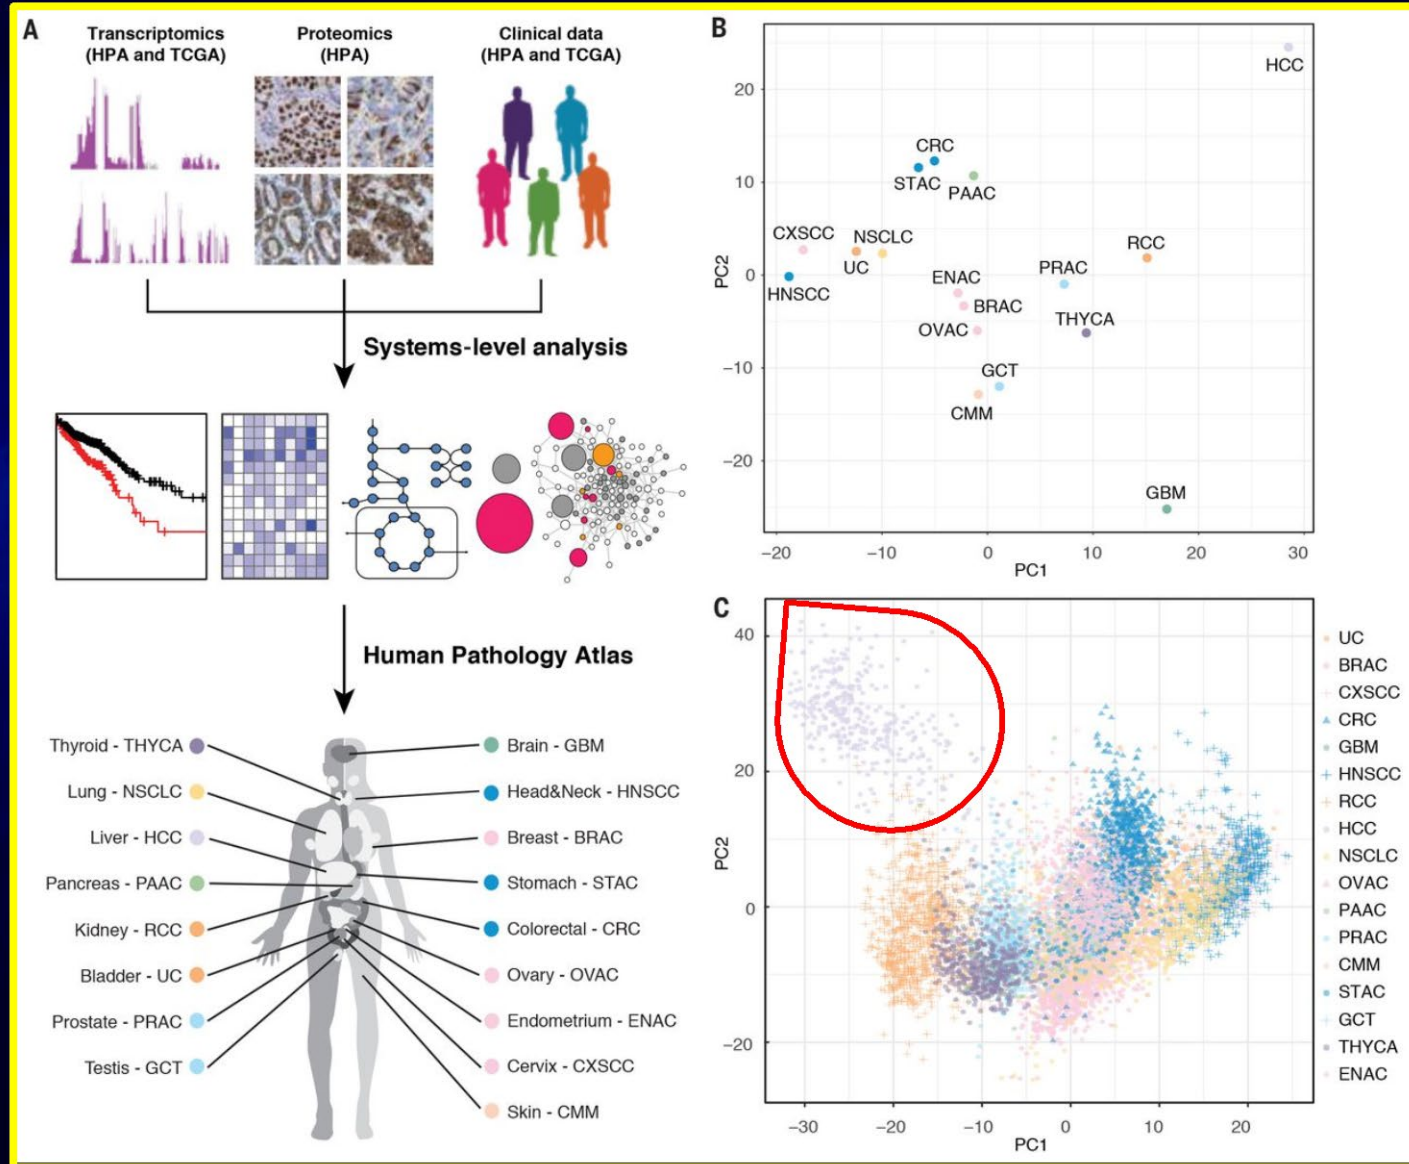 A
Transcriptomics
(HPA and TCGA)
Proteomics
(HPA)
Clinical data
(HPA and TCGA)
Systems-level analysis
Human Pathology Atlas
Thyroid - THYCA
Lung - NSCLC
Liver - HCC
Pancreas - PAAC
Kidney - RCC
Bladder - UC
Prostate - PRAC
Testis - GCT
Brain - GBM
Head&Neck - HNSCC
Breast - BRAC
Stomach - STAC
Colorectal - CRC
Ovary - OVAC
Endometrium - ENAC
Cervix - CXSCC
Skin - CMM
B
PC2
20
10
0
−10
−20
HCC
CRC
STAC
PAAC
CXSCC
NSCLC
UC
HNSCC
RCC
PRAC
ENAC
BRAC
OVAC
THYCA
GCT
CMM
GBM
−20
−10
0
10
20
30
PC1
C
PC2
40
20
0
−20
−30
−20
−10
0
10
20
PC1
UC
BRAC
CXSCC
CRC
GBM
HNSCC
RCC
HCC
NSCLC
OVAC
PAAC
PRAC
CMM
STAC
GCT
THYCA
ENAC